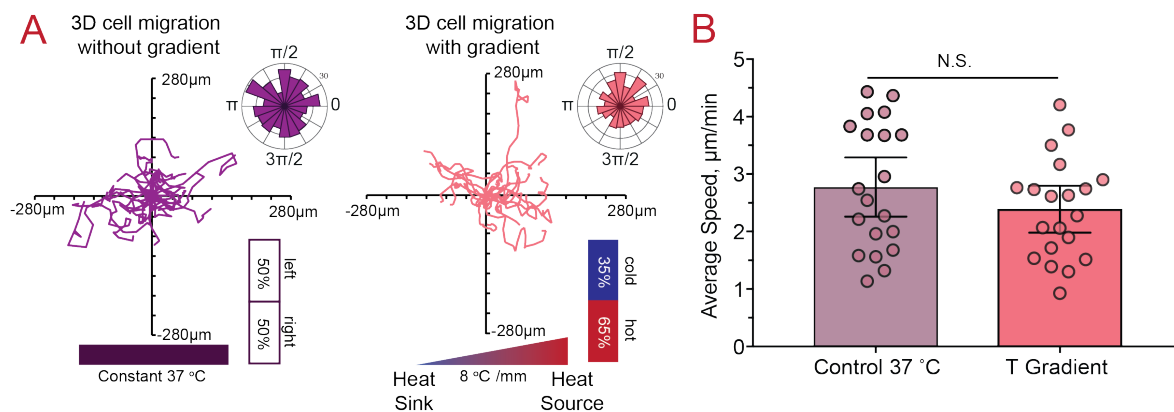 A
3D cell migration
without gradient
280µm
π/2
30
π
0
3π/2
-280µm
280µm
-280µm
left
50%
right
50%
Constant 37 °C
3D cell migration
with gradient
280µm
π/2
30
π
0
3π/2
-280µm
280µm
-280µm
cold
35%
hot
65%
8 °C /mm
Heat
Sink
Heat
Source
B
N.S.
Average Speed, µm/min
5
4
3
2
1
0
Control 37 °C
T Gradient